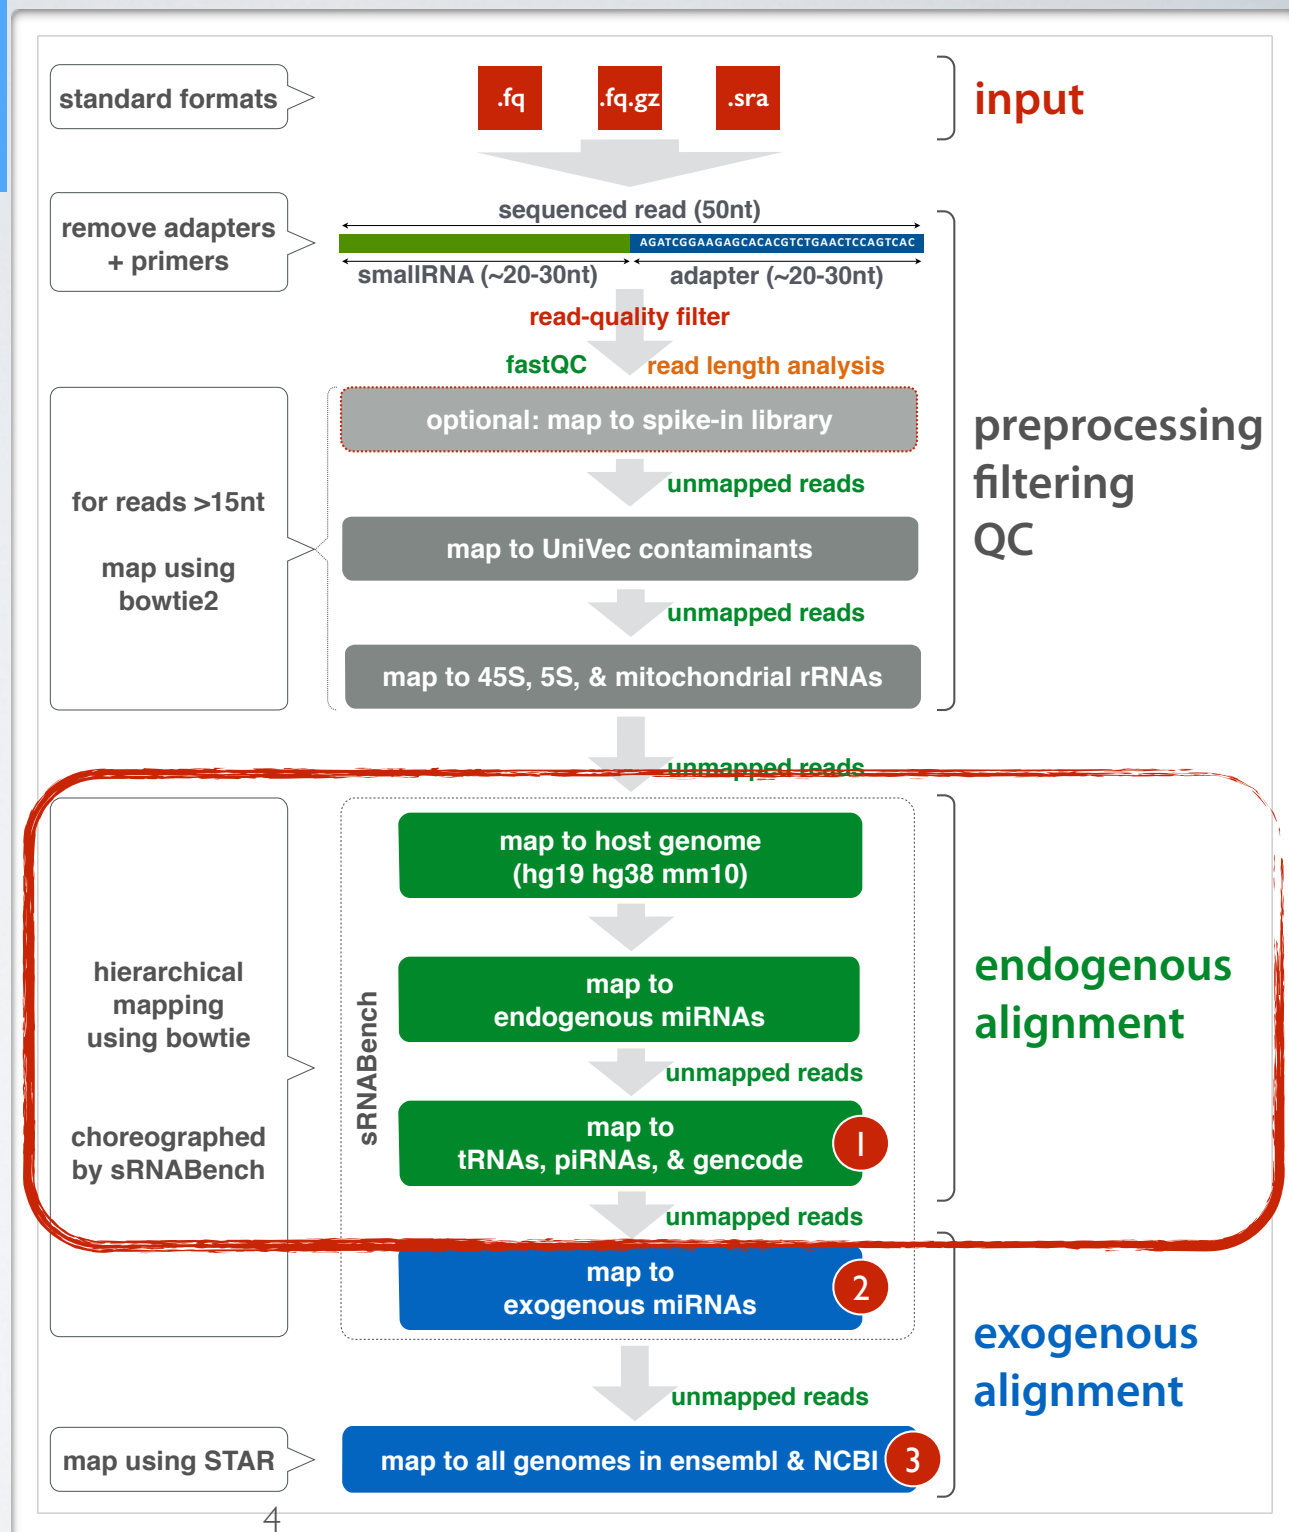 standard formats
.fq
.fq.gz
.sra
input
remove adapters
+ primers
sequenced read (50nt)
AGATCGGAAGAGCACACGTCTGAACTCCAGTCAC
smallRNA (~20-30nt)
adapter (~20-30nt)
read-quality filter
fastQC
read length analysis
preprocessing
filtering
QC
for reads >15nt
map using
bowtie2
optional: map to spike-in library
unmapped reads
map to UniVec contaminants
unmapped reads
map to 45S, 5S, & mitochondrial rRNAs
unmapped reads
hierarchical
mapping
using bowtie
choreographed
by sRNABench
sRNABench
map to host genome
(hg19 hg38 mm10)
map to
endogenous miRNAs
unmapped reads
map to
tRNAs, piRNAs, & gencode
1
unmapped reads
endogenous
alignment
map to
exogenous miRNAs
2
unmapped reads
exogenous
alignment
map using STAR
map to all genomes in ensembl & NCBI
3
4